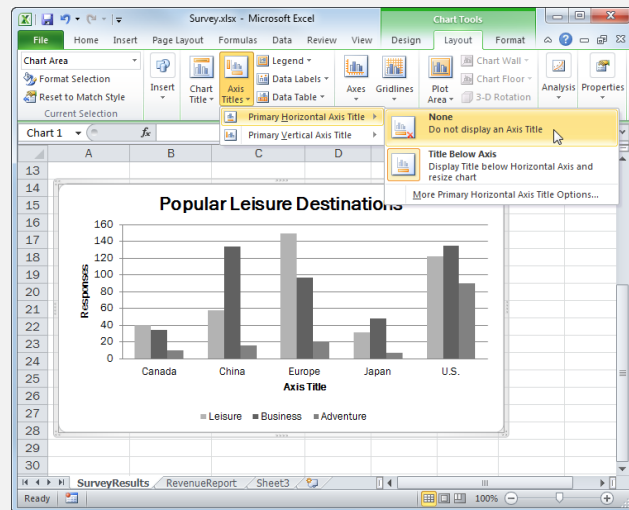 Survey.xlsx - Microsoft Excel
Chart Tools
File Home Insert Page Layout Formulas Data Review View Design Layout Format
Chart Area
Format Selection
Reset to Match Style
Current Selection
Insert
Chart Title
Axis Titles
Legend
Data Labels
Data Table
Axes
Gridlines
Plot Area
Chart Wall
Chart Floor
3-D Rotation
Analysis
Properties
Primary Horizontal Axis Title
Primary Vertical Axis Title
None
Do not display an Axis Title
Title Below Axis
Display Title below Horizontal Axis and
resize chart
More Primary Horizontal Axis Title Options...
Chart 1
fx
A B C D
13
14
15
16
17
18
19
20
21
22
23
24
25
26
27
28
29
30
Popular Leisure Destinations
160
140
120
100
80
60
40
20
0
Responses
Canada China Europe Japan U.S.
Axis Title
Leisure Business Adventure
SurveyResults RevenueReport Sheet3
Ready
100%